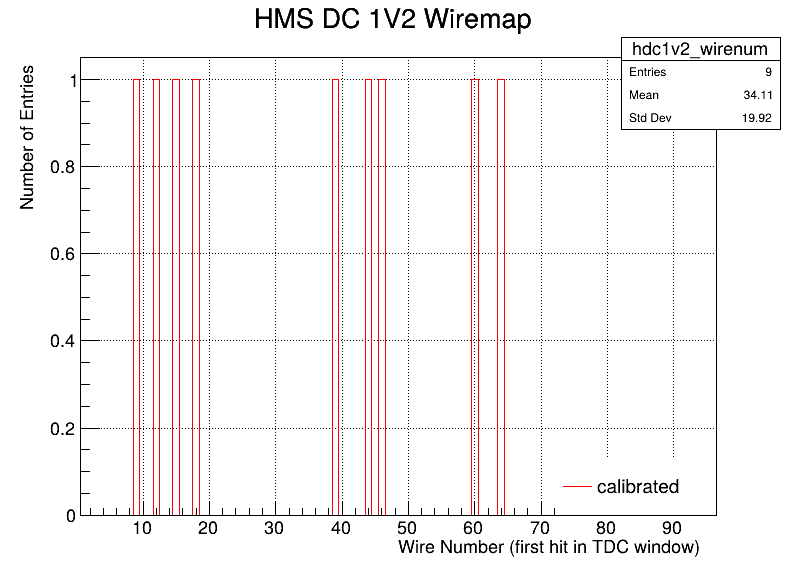 HMS DC 1V2 Wiremap
hdc1v2_wirenum
Entries 9
Mean 34.11
Std Dev 19.92
Number of Entries
1
0.8
0.6
0.4
0.2
0
calibrated
10 20 30 40 50 60 70 80 90
Wire Number (first hit in TDC window)